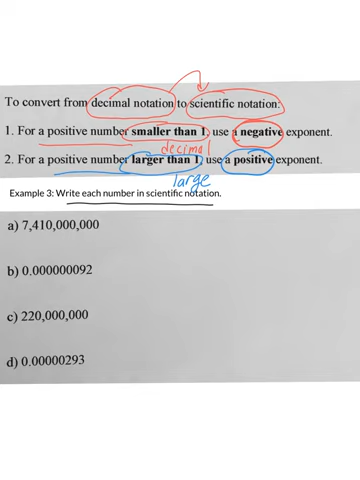 To convert from decimal notation to scientific notation:
1. For a positive number smaller than 1, use a negative exponent.
decimal
2. For a positive number larger than 1, use a positive exponent.
large
Example 3: Write each number in scientific notation.
a) 7,410,000,000
b) 0.000000092
c) 220,000,000
d) 0.00000293